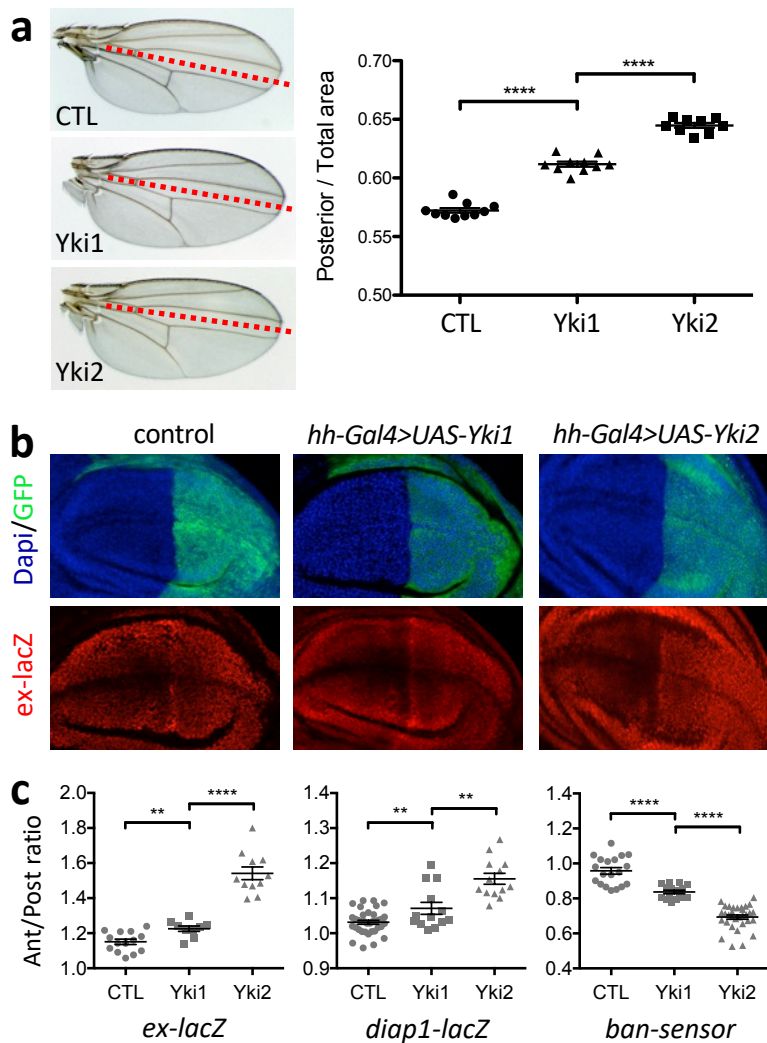 a
CTL
Yki1
Yki2
Posterior / Total area
0.70
0.65
0.60
0.55
0.50
****
****
CTL
Yki1
Yki2
b
control
hh-Gal4>UAS-Yki1
hh-Gal4>UAS-Yki2
Dapi/GFP
ex-lacZ
c
Ant/Post ratio
2.0
1.8
1.6
1.4
1.2
1.0
**
****
CTL
Yki1
Yki2
ex-lacZ
1.3
1.2
1.1
1.0
0.9
**
**
CTL
Yki1
Yki2
diap1-lacZ
1.4
1.2
1.0
0.8
0.6
0.4
****
****
CTL
Yki1
Yki2
ban-sensor